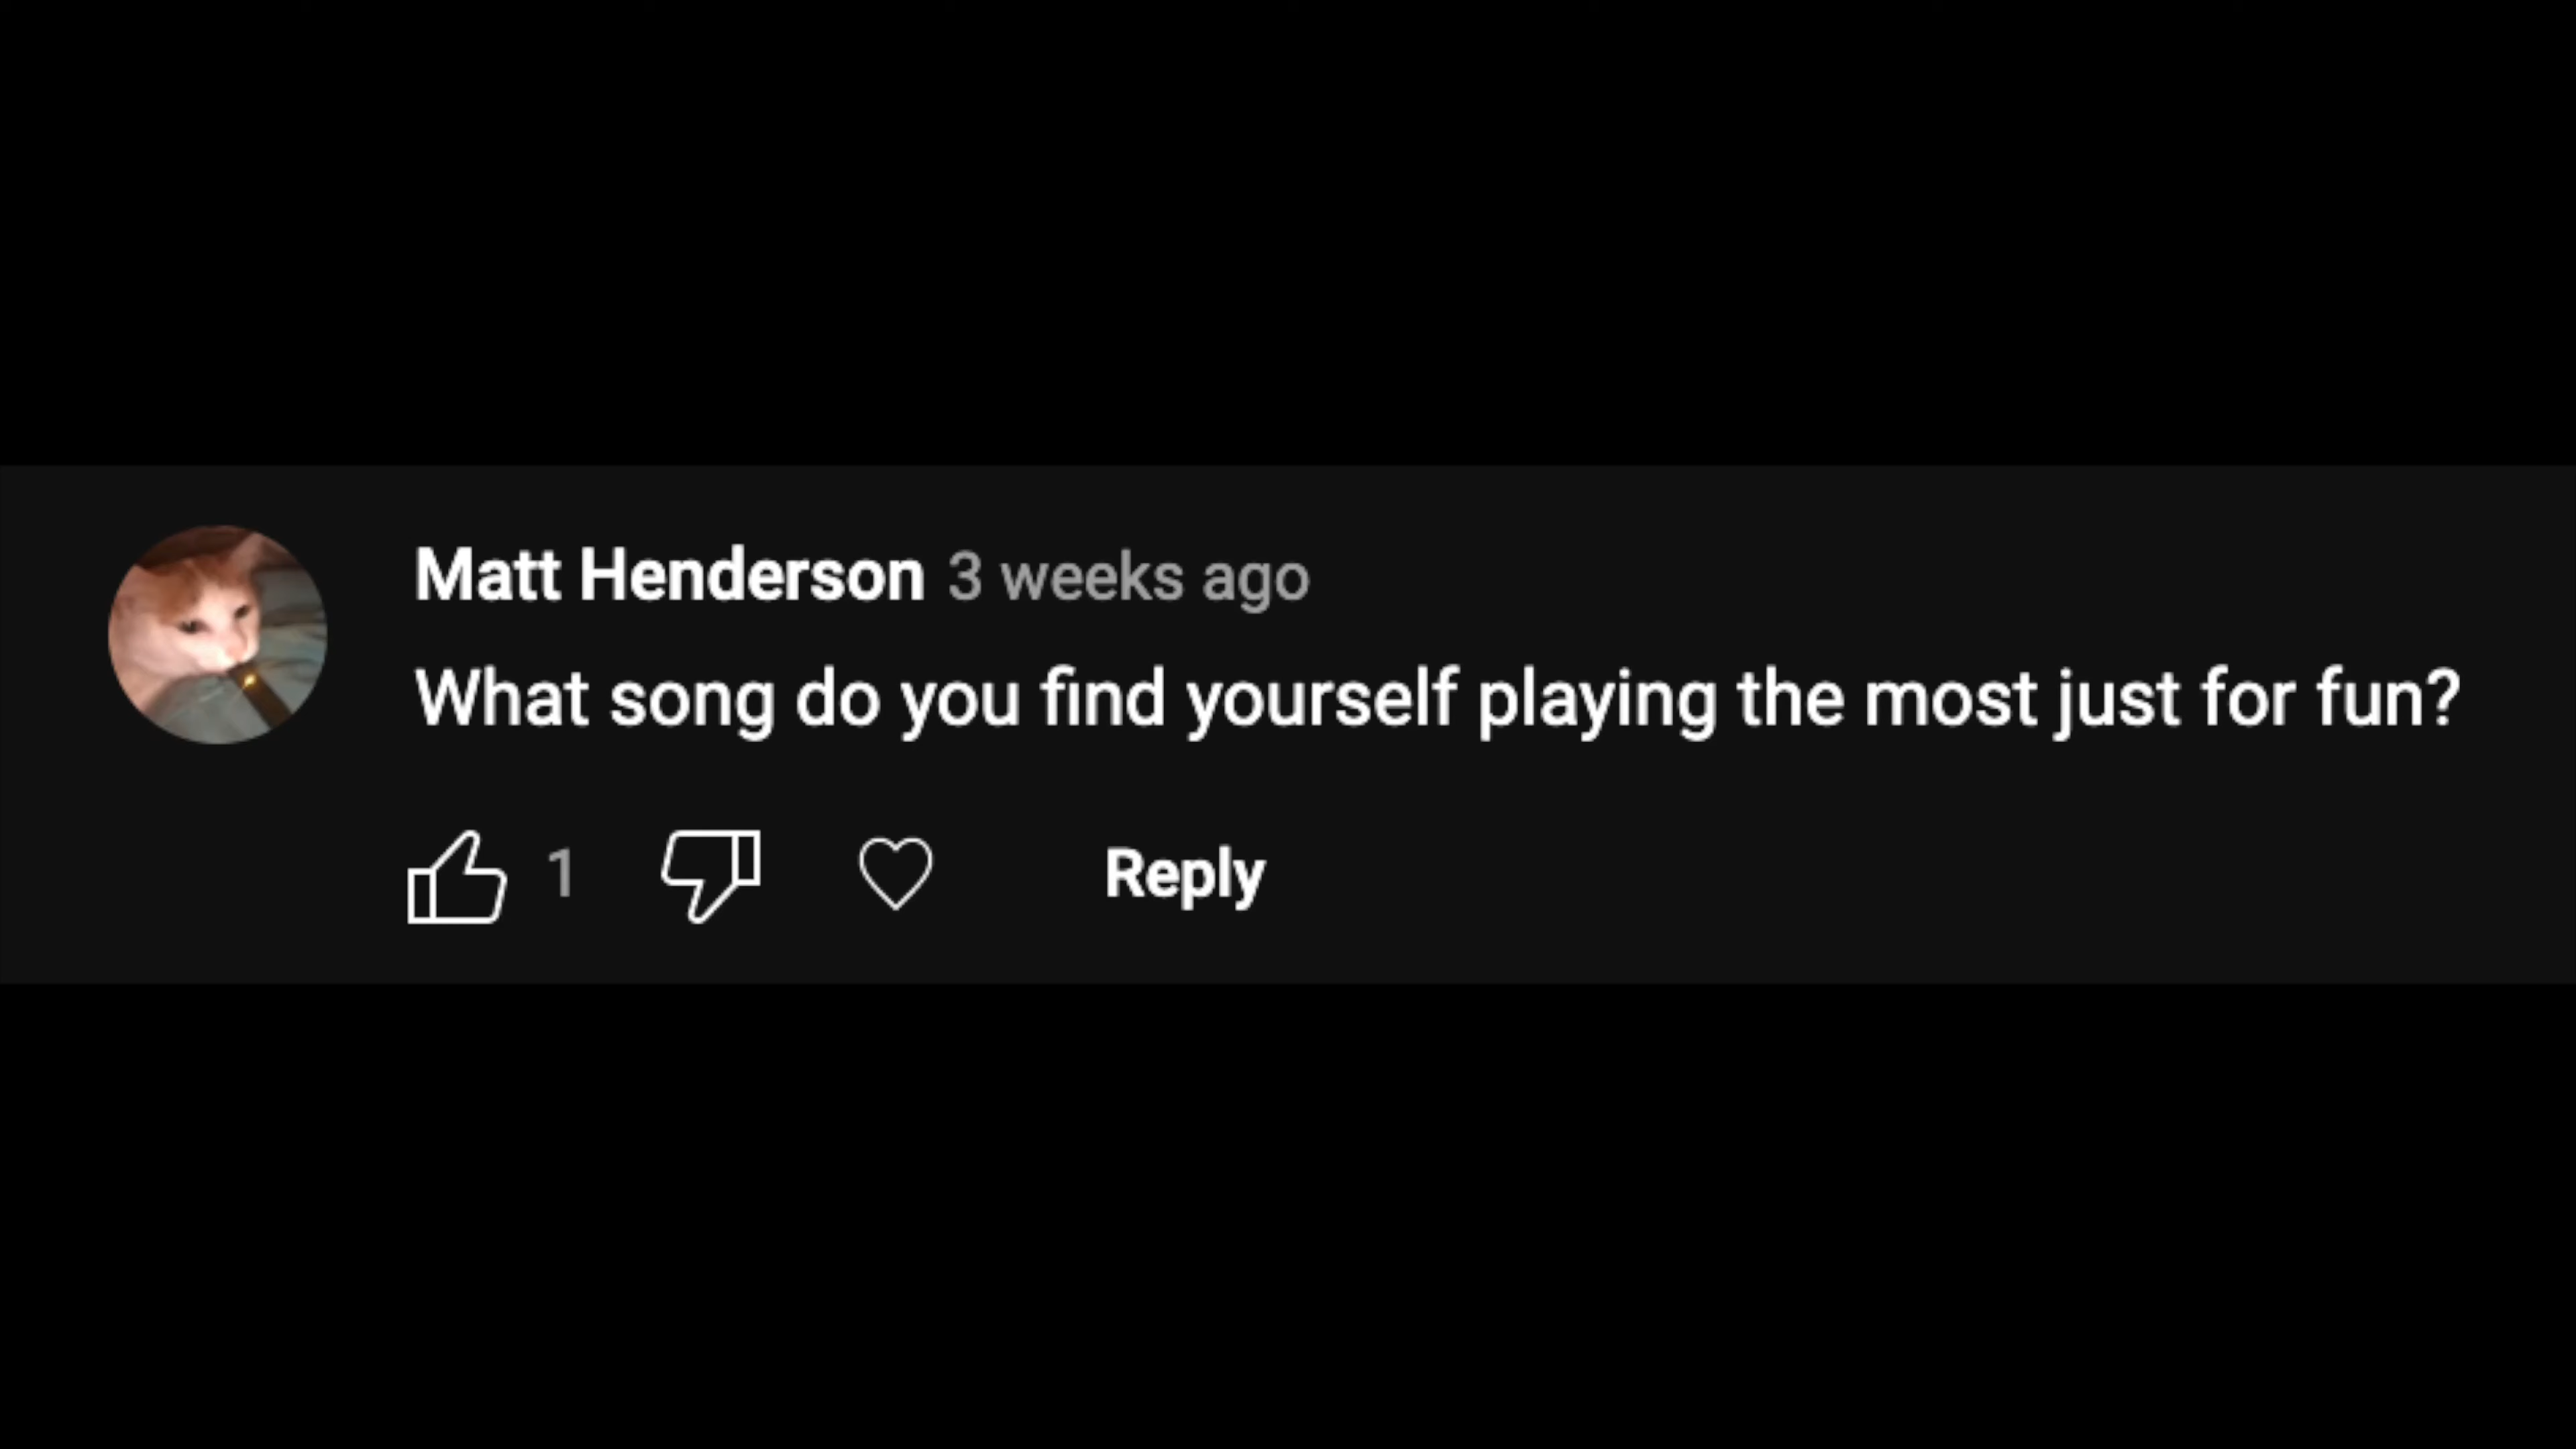 Matt Henderson 3 weeks ago
What song do you find yourself playing the most just for fun?
1 Reply